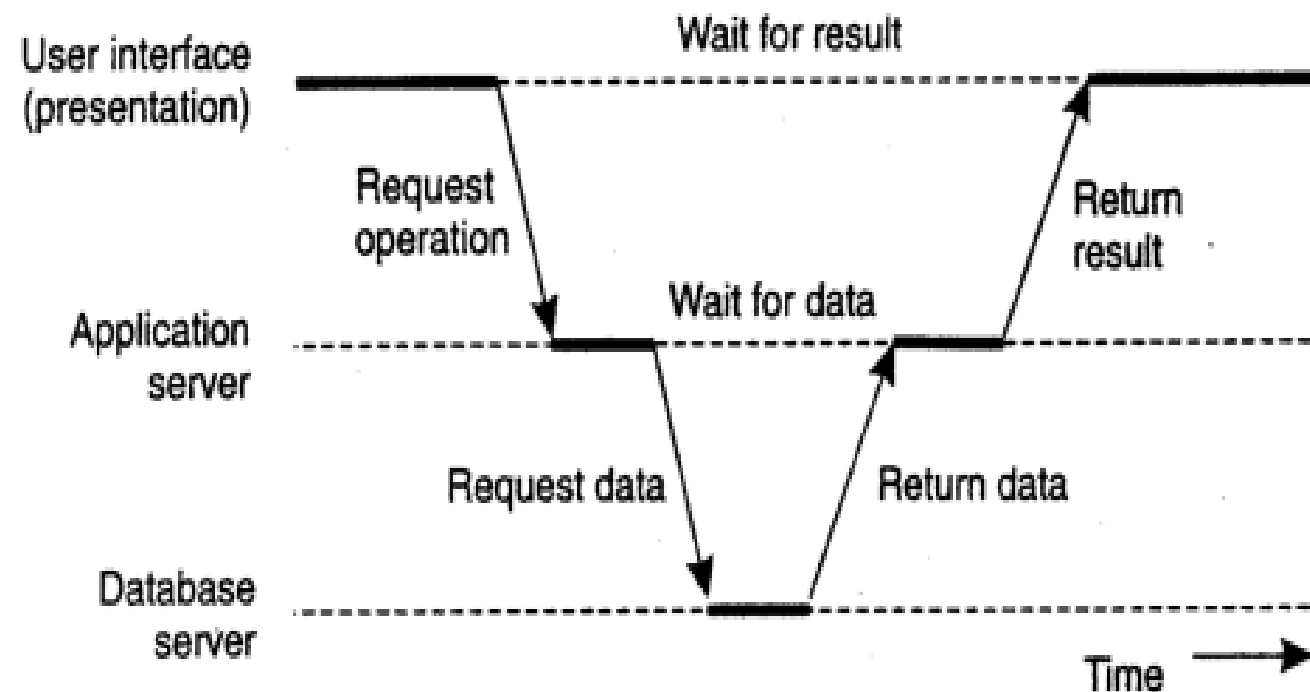 Wait for result
User interface
(presentation)
Request
operation
Return
result
Wait for data
Application
server
Request data
Return data
Database
server
Time